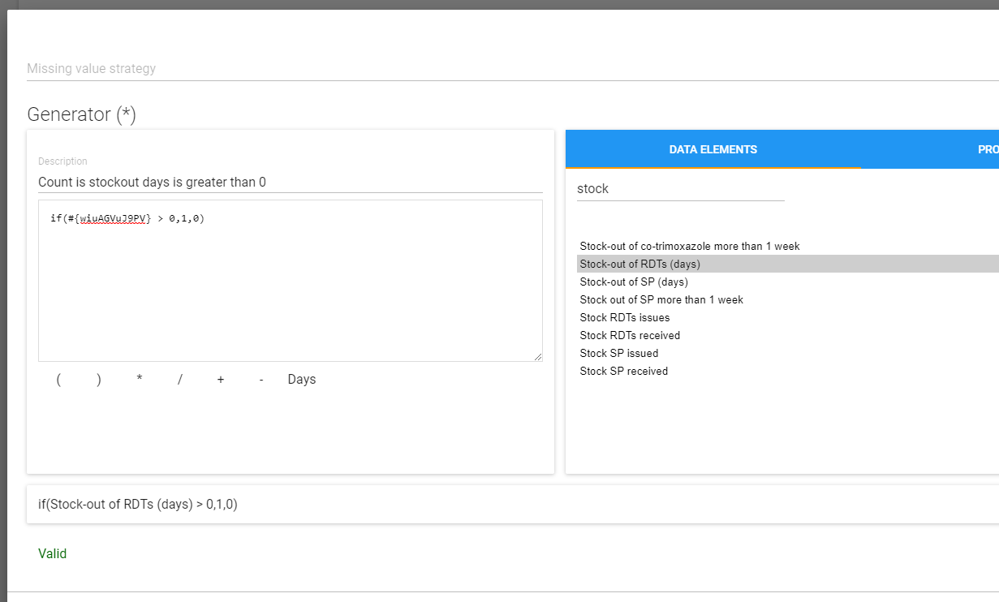 Missing value strategy
Generator (*)
Description
Count is stockout days is greater than 0
if(#{wiuAGVuJ9PV} > 0,1,0)
( ) * / + - Days
DATA ELEMENTS PRO
stock
Stock-out of co-trimoxazole more than 1 week
Stock-out of RDTs (days)
Stock-out of SP (days)
Stock out of SP more than 1 week
Stock RDTs issues
Stock RDTs received
Stock SP issued
Stock SP received
if(Stock-out of RDTs (days) > 0,1,0)
Valid